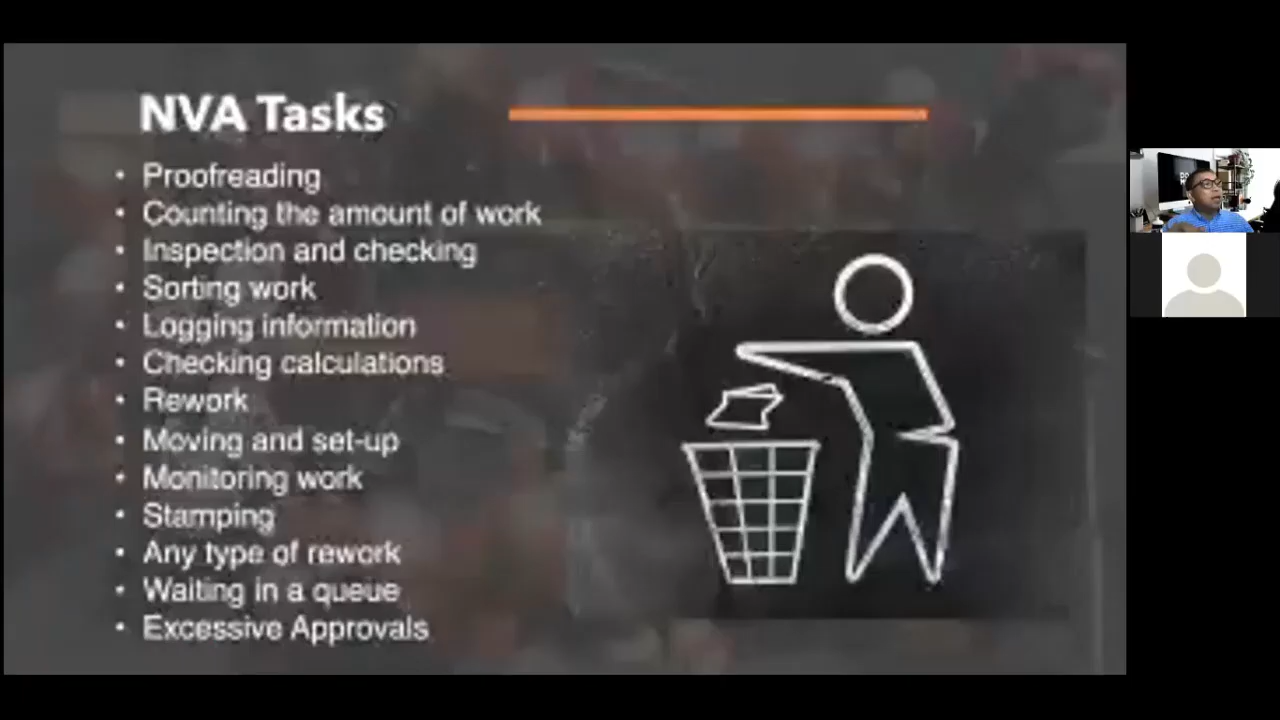 NVA Tasks
• Proofreading
• Counting the amount of work
• Inspection and checking
• Sorting work
• Logging information
• Checking calculations
• Rework
• Moving and set-up
• Monitoring work
• Stamping
• Any type of rework
• Waiting in a queue
• Excessive Approvals